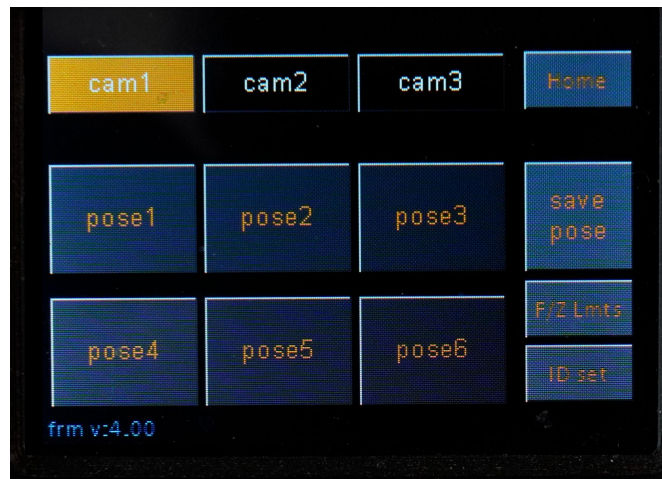 cam1 cam2 cam3 Home
pose1 pose2 pose3 save
pose
F/Z Lmts
pose4 pose5 pose6
ID set
frm v:4.00